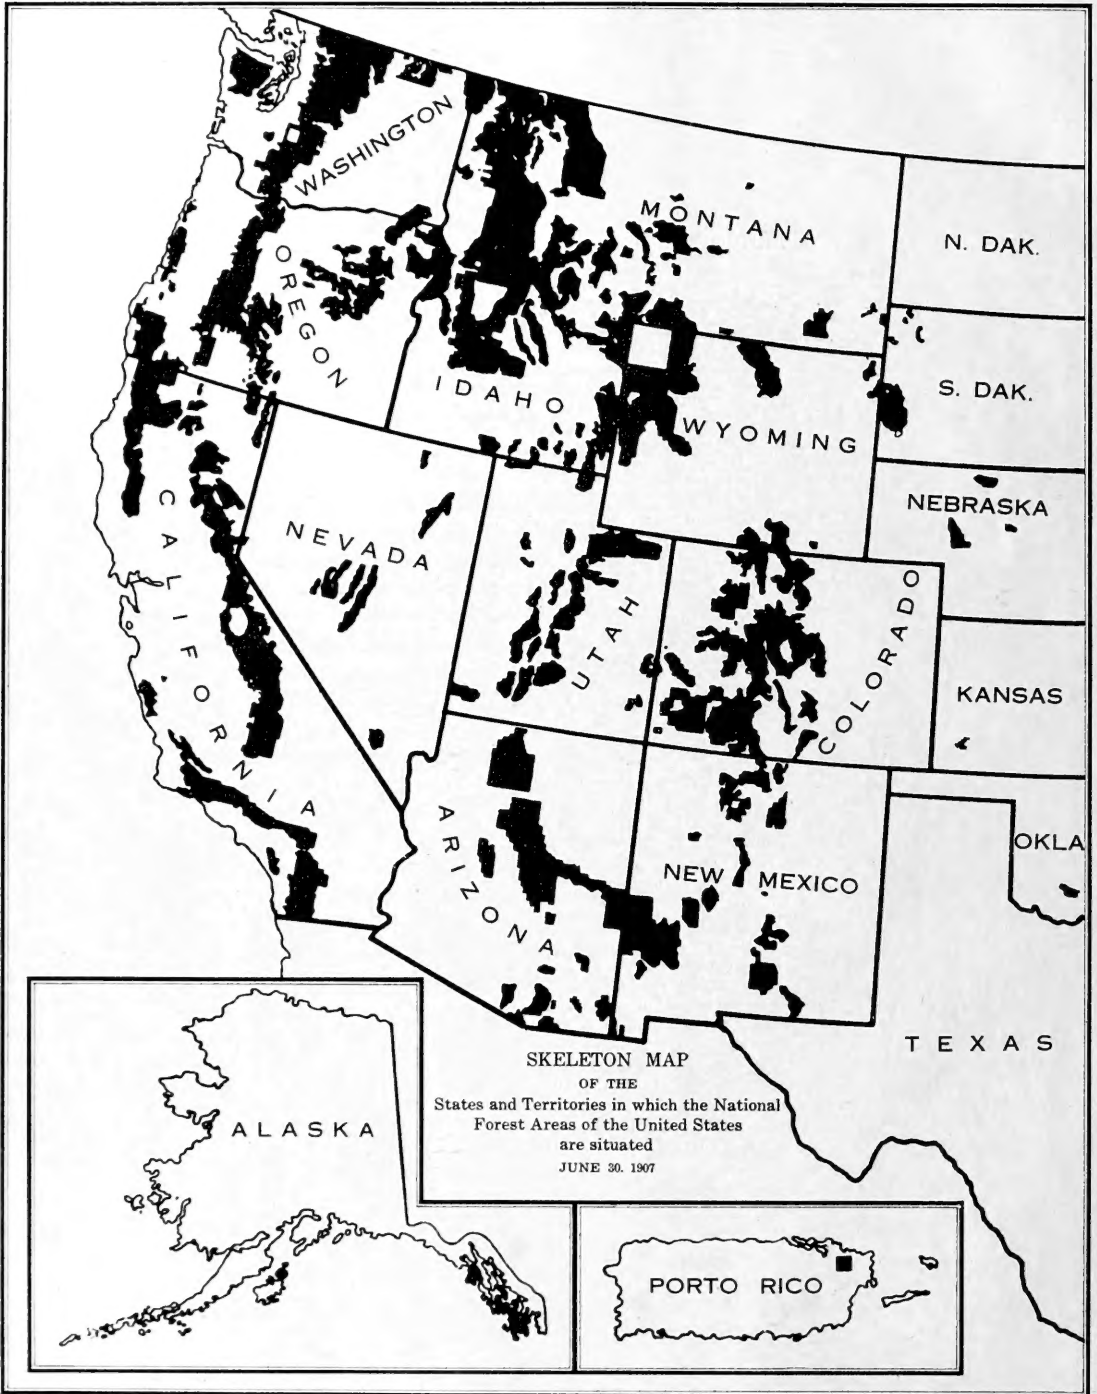 WASHINGTON
MONTANA
N. DAK.
OREGON
IDAHO
S. DAK.
WYOMING
NEBRASKA
NEVADA
CALIFORNIA
UTAH
COLORADO
KANSAS
ARIZONA
NEW MEXICO
OKLA
TEXAS
SKELETON MAP
OF THE
States and Territories in which the National
Forest Areas of the United States
are situated
JUNE 30. 1907
ALASKA
PORTO RICO